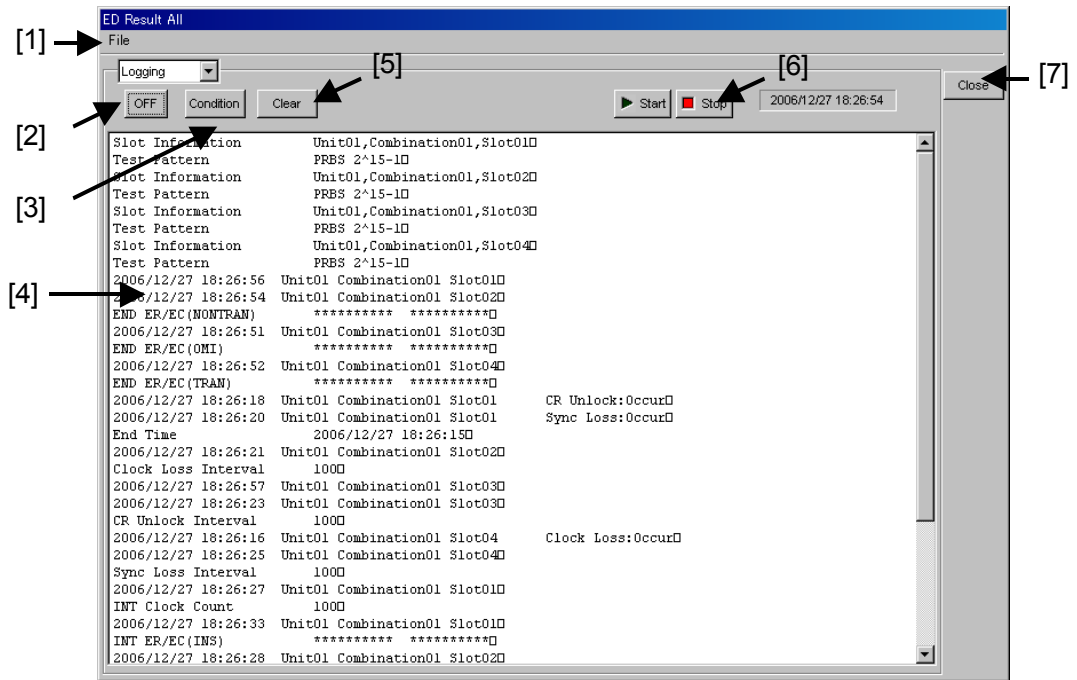 ED Result All
[1]
File
Logging
[5]
[6]
[7]
OFF
Condition
Clear
Start
Stop
2006/12/27 18:26:54
Close
[2]
[3]
[4]
Slot Information Unit01,Combination01,Slot01□
Test Pattern PRBS 2^15-1□
Slot Information Unit01,Combination01,Slot02□
Test Pattern PRBS 2^15-1□
Slot Information Unit01,Combination01,Slot03□
Test Pattern PRBS 2^15-1□
Slot Information Unit01,Combination01,Slot04□
Test Pattern PRBS 2^15-1□
2006/12/27 18:26:56 Unit01 Combination01 Slot01□
2006/12/27 18:26:54 Unit01 Combination01 Slot02□
END ER/EC(NONTRAN) ********** **********□
2006/12/27 18:26:51 Unit01 Combination01 Slot03□
END ER/EC(OMI) ********** **********□
2006/12/27 18:26:52 Unit01 Combination01 Slot04□
END ER/EC(TRAN) ********** **********□
2006/12/27 18:26:18 Unit01 Combination01 Slot01 CR Unlock:Occur□
2006/12/27 18:26:20 Unit01 Combination01 Slot01 Sync Loss:Occur□
End Time 2006/12/27 18:26:15□
2006/12/27 18:26:21 Unit01 Combination01 Slot02□
Clock Loss Interval 100□
2006/12/27 18:26:57 Unit01 Combination01 Slot03□
2006/12/27 18:26:23 Unit01 Combination01 Slot03□
CR Unlock Interval 100□
2006/12/27 18:26:16 Unit01 Combination01 Slot04 Clock Loss:Occur□
2006/12/27 18:26:25 Unit01 Combination01 Slot04□
Sync Loss Interval 100□
2006/12/27 18:26:27 Unit01 Combination01 Slot01□
INT Clock Count 100□
2006/12/27 18:26:33 Unit01 Combination01 Slot01□
INT ER/EC(INS) ********** **********□
2006/12/27 18:26:28 Unit01 Combination01 Slot02□